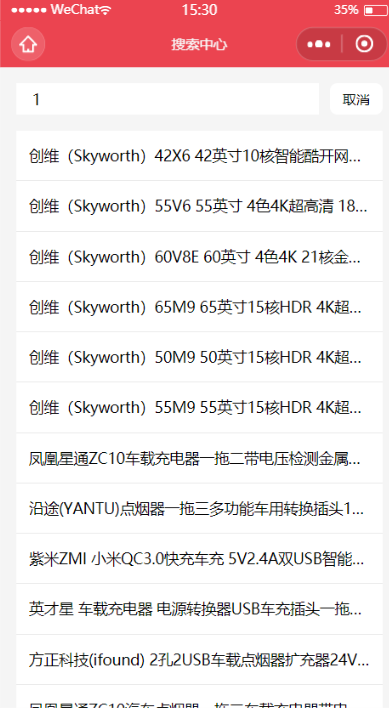 WeChat 15:30 35%
搜索中心
1 取消
创维（Skyworth）42X6 42英寸10核智能酷开网...
创维（Skyworth）55V6 55英寸 4色4K超高清 18...
创维（Skyworth）60V8E 60英寸 4色4K 21核金...
创维（Skyworth）65M9 65英寸15核HDR 4K超...
创维（Skyworth）50M9 50英寸15核HDR 4K超...
创维（Skyworth）55M9 55英寸15核HDR 4K超...
凤凰星通ZC10车载充电器一拖二带电压检测金属...
沿途(YANTU)点烟器一拖三多功能车用转换插头1...
紫米ZMI 小米QC3.0快充车充 5V2.4A双USB智能...
英才星 车载充电器 电源转换器USB车充插头一拖...
方正科技(ifound) 2孔2USB车载点烟器扩充器24V...